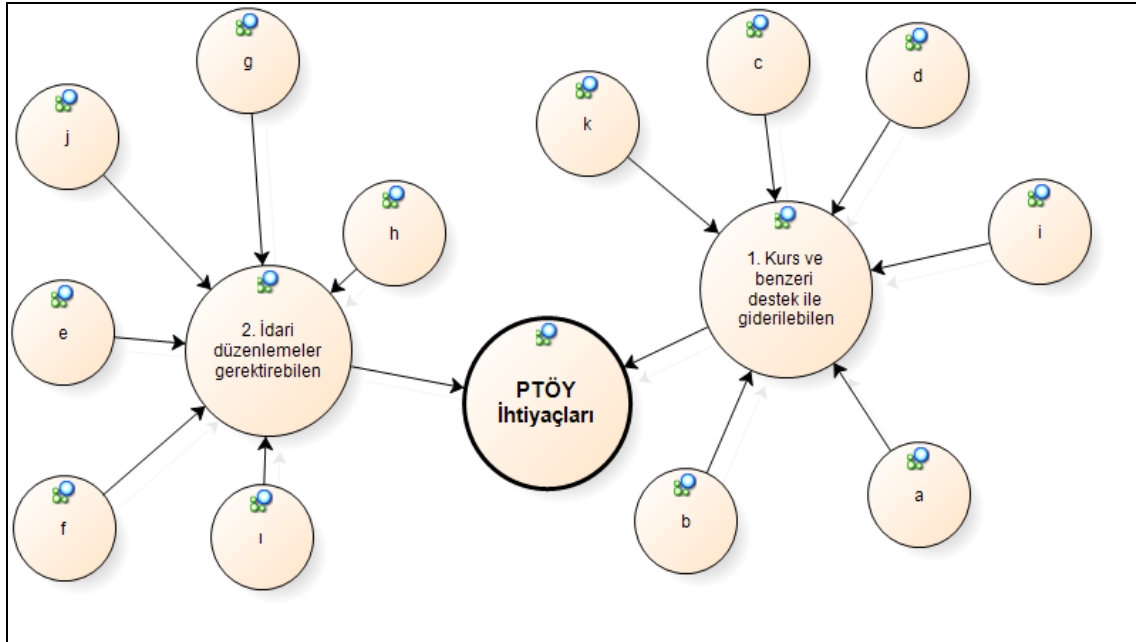 g
c
d
j
k
h
i
1. Kurs ve
benzeri
destek ile
giderilebilen
e
2. İdari
düzenlemeler
gerektirebilen
PTÖY
İhtiyaçları
f
ı
b
a